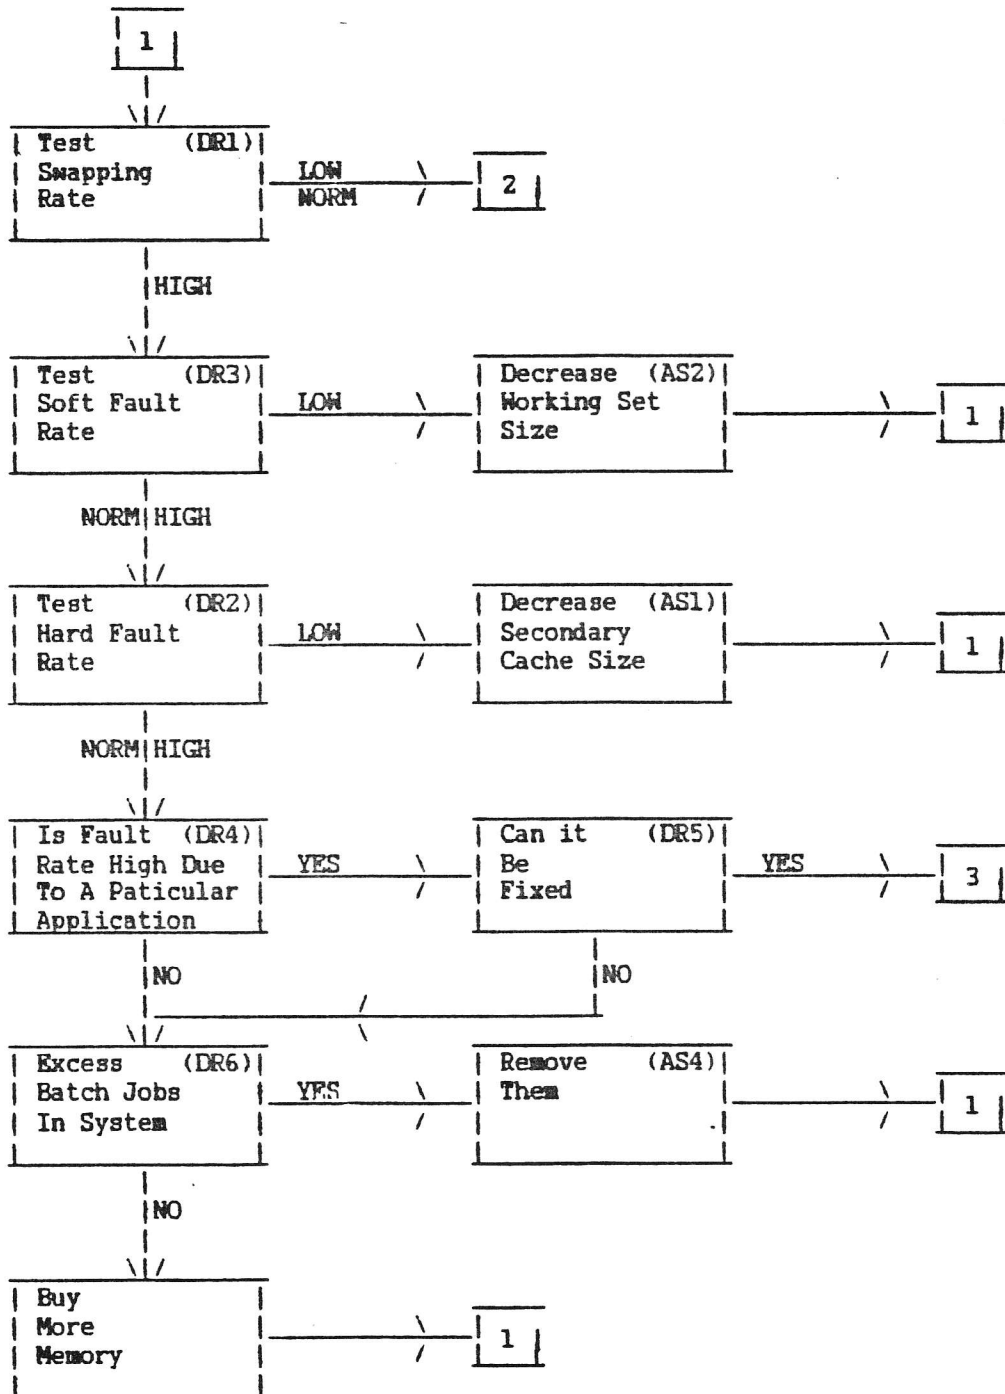 1
Test (DR1)
Swapping
Rate
LOW
NORM
2
HIGH
Test (DR3)
Soft Fault
Rate
LOW
Decrease (AS2)
Working Set
Size
1
NORM HIGH
Test (DR2)
Hard Fault
Rate
LOW
Decrease (AS1)
Secondary
Cache Size
1
NORM HIGH
Is Fault (DR4)
Rate High Due
To A Paticular
Application
YES
Can it (DR5)
Be
Fixed
YES
3
NO
NO
Excess (DR6)
Batch Jobs
In System
YES
Remove (AS4)
Them
1
NO
Buy
More
Memory
1